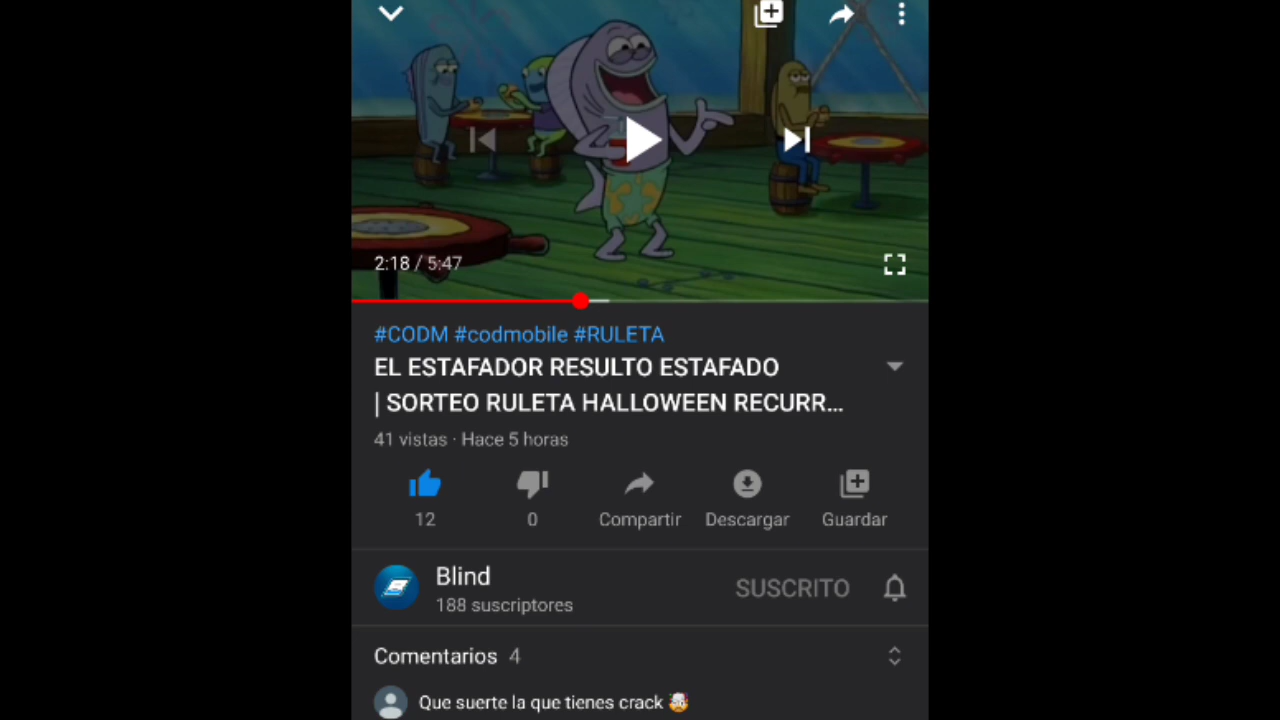 2:18 / 5:47
#CODM #codmobile #RULETA
EL ESTAFADOR RESULTO ESTAFADO
| SORTEO RULETA HALLOWEEN RECURR...
41 vistas · Hace 5 horas
12
0
Compartir
Descargar
Guardar
Blind
188 suscriptores
SUSCRITO
Comentarios 4
Que suerte la que tienes crack 🤯